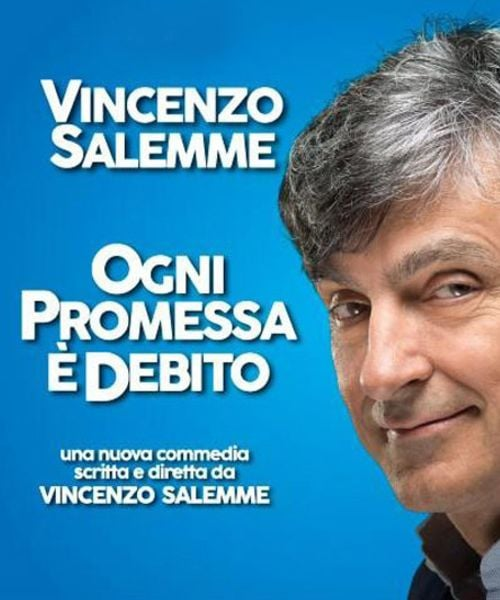 VINCENZO
SALEMME
OGNI
PROMESSA
È DEBITO
una nuova commedia
scritta e diretta da
VINCENZO SALEMME